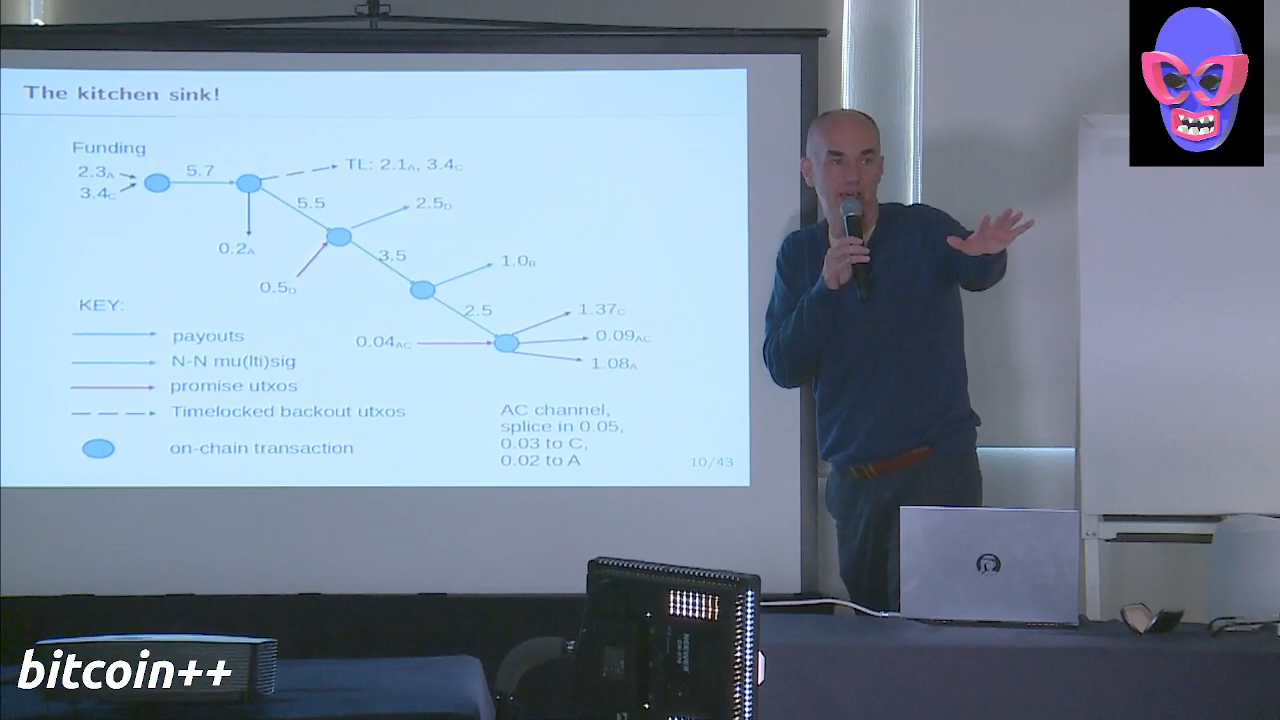 The kitchen sink!
Funding
2.3A
3.4C
5.7
TL: 2.1A, 3.4C
0.2A
5.5
2.5D
0.5D
3.5
1.0B
2.5
0.04AC
1.37C
0.09AC
1.08A
KEY:
payouts
N-N mu(lti)sig
promise utxos
Timelocked backout utxos
on-chain transaction
AC channel,
splice in 0.05,
0.03 to C,
0.02 to A
10/43
bitcoin++